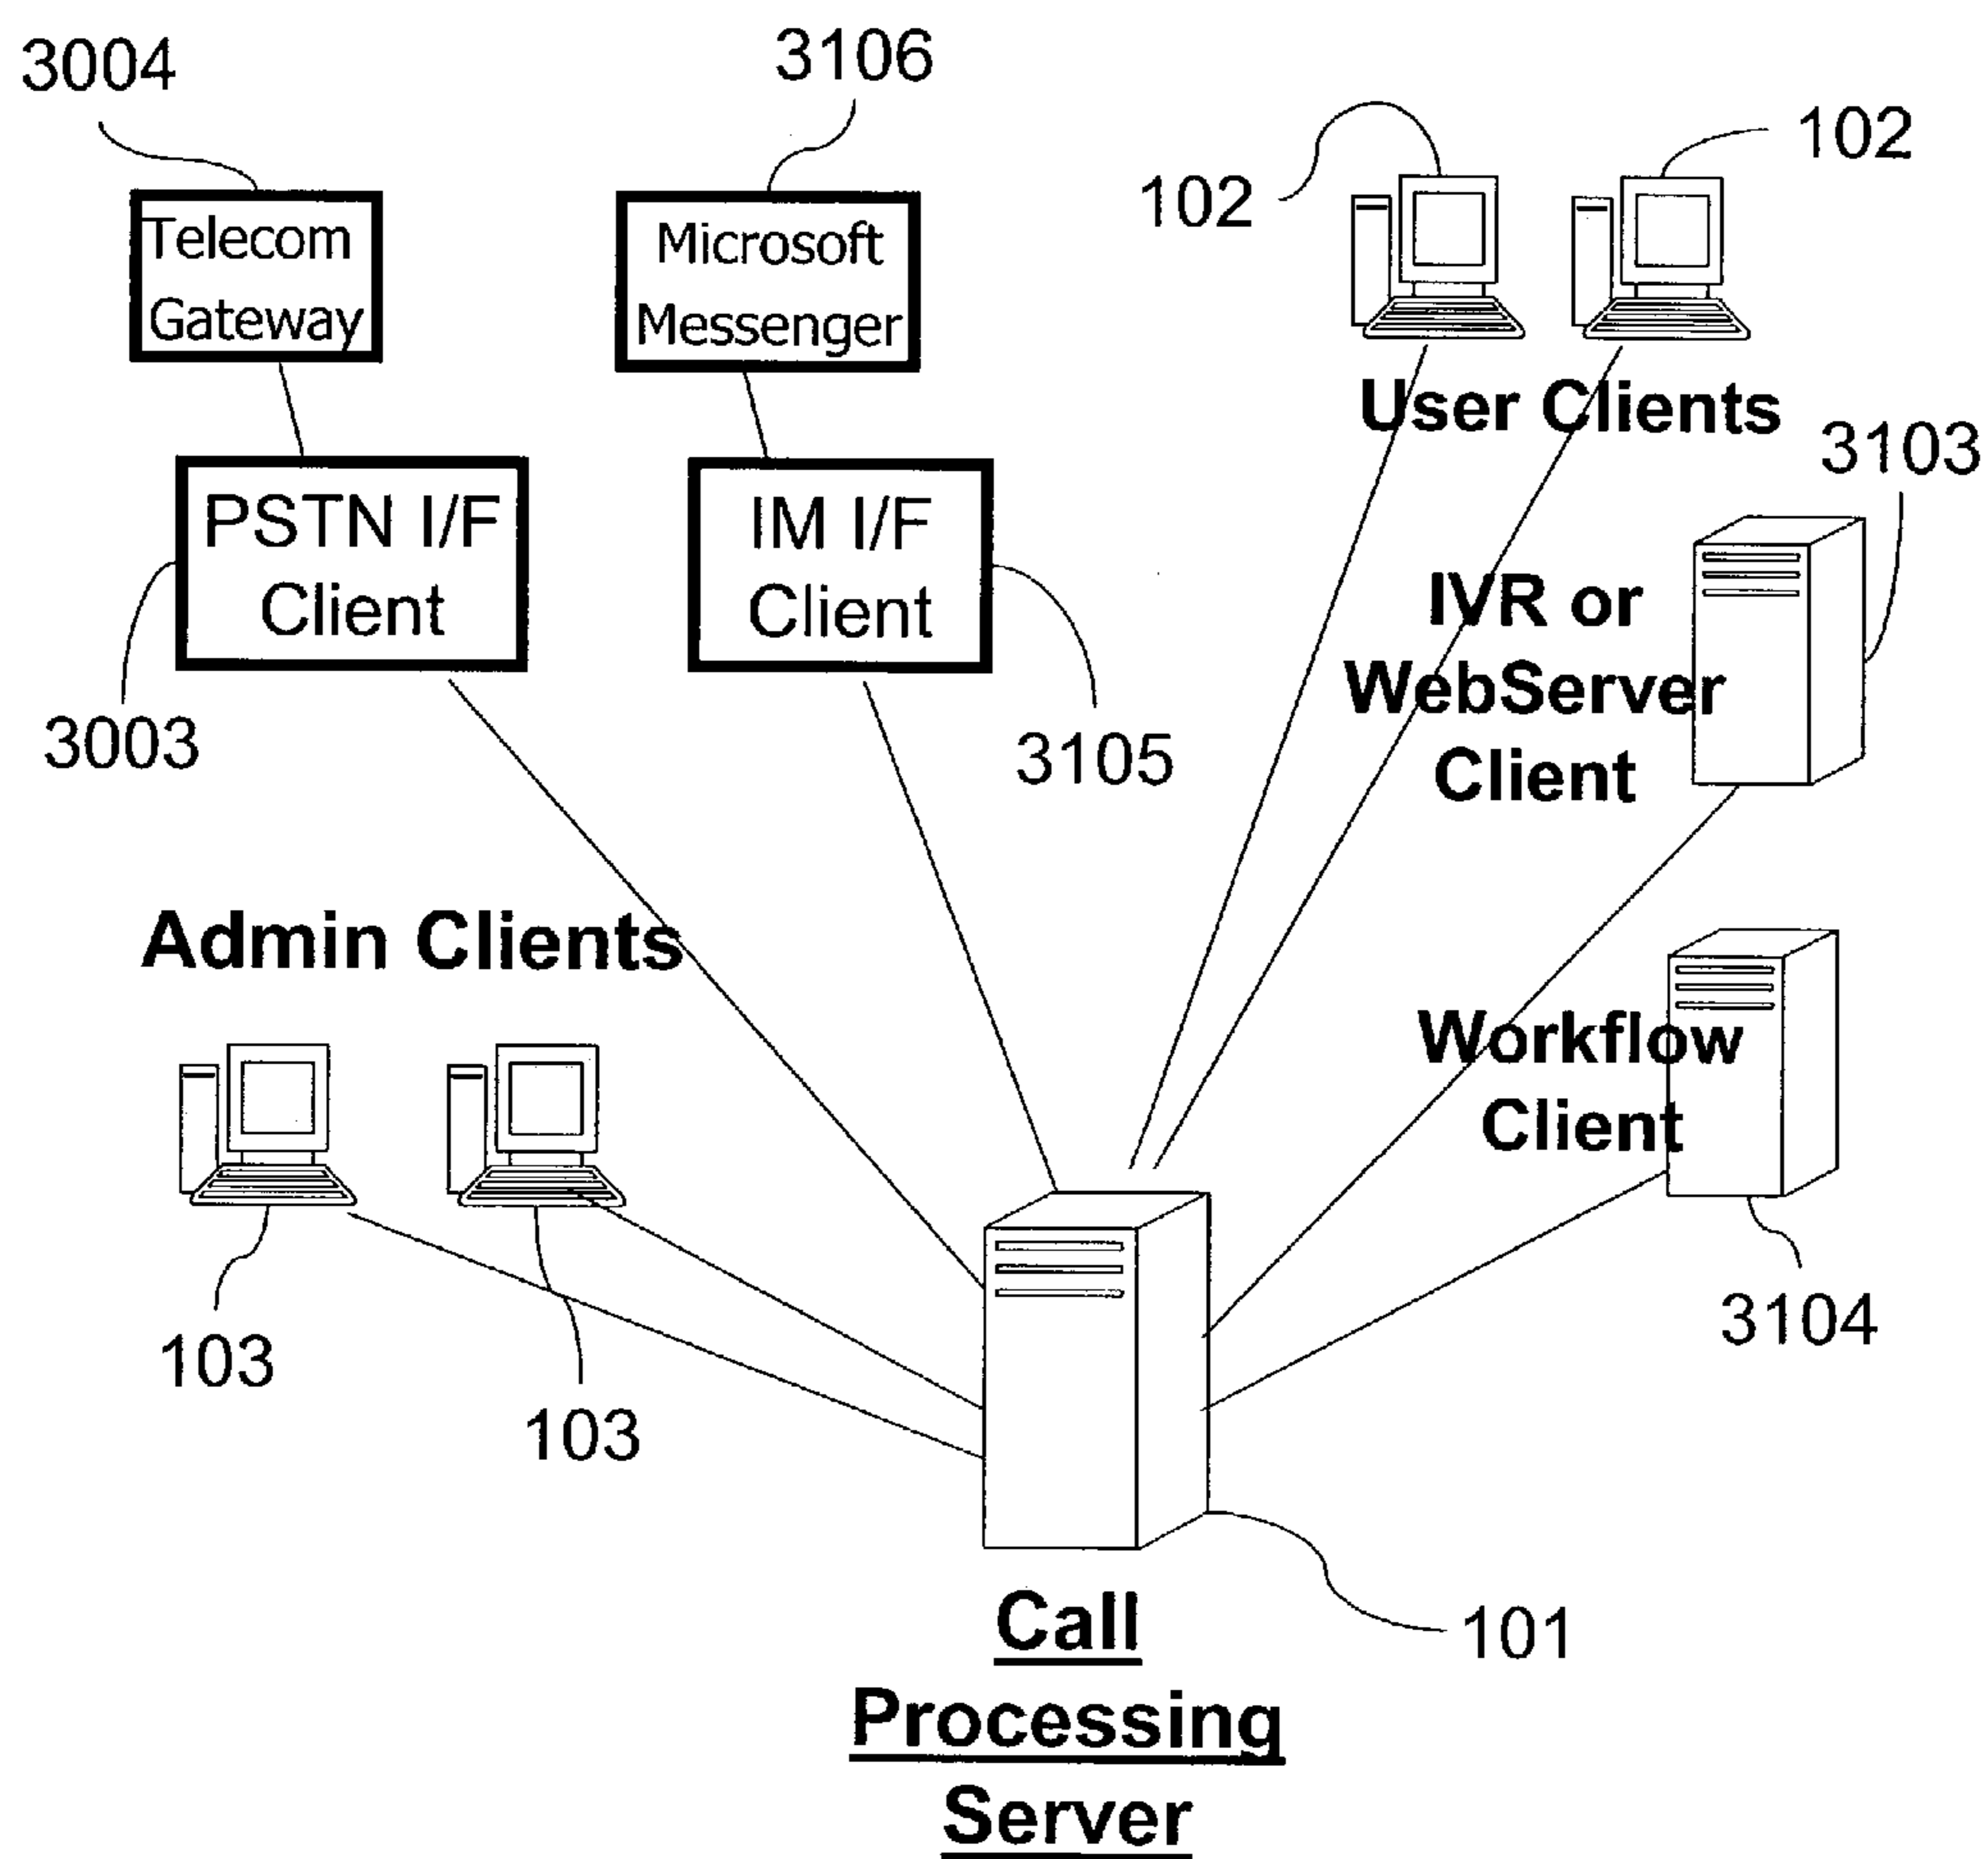 3004
3106
102
102
Telecom
Gateway
Microsoft
Messenger
User Clients
3103
PSTN I/F
Client
IM I/F
Client
IVR or
WebServer
Client
3003
3105
Admin Clients
Workflow
Client
3104
103
103
101
Call
Processing
Server